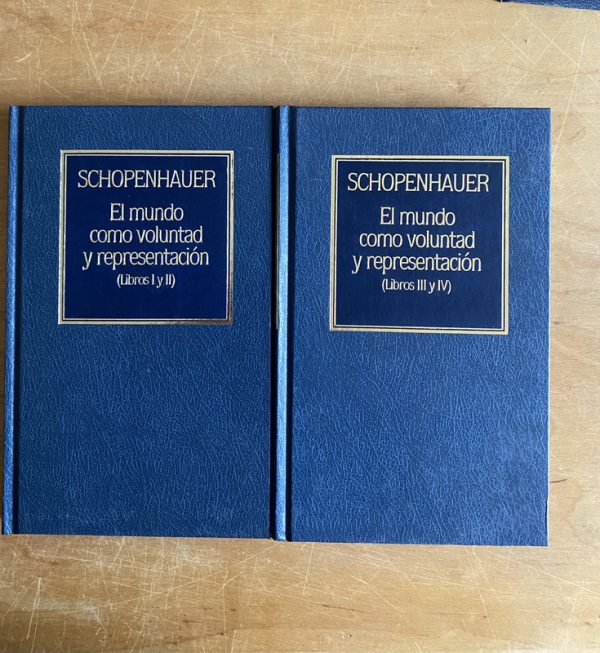 SCHOPENHAUER
El mundo
como voluntad
y representación
(Libros I y II)
SCHOPENHAUER
El mundo
como voluntad
y representación
(Libros III y IV)